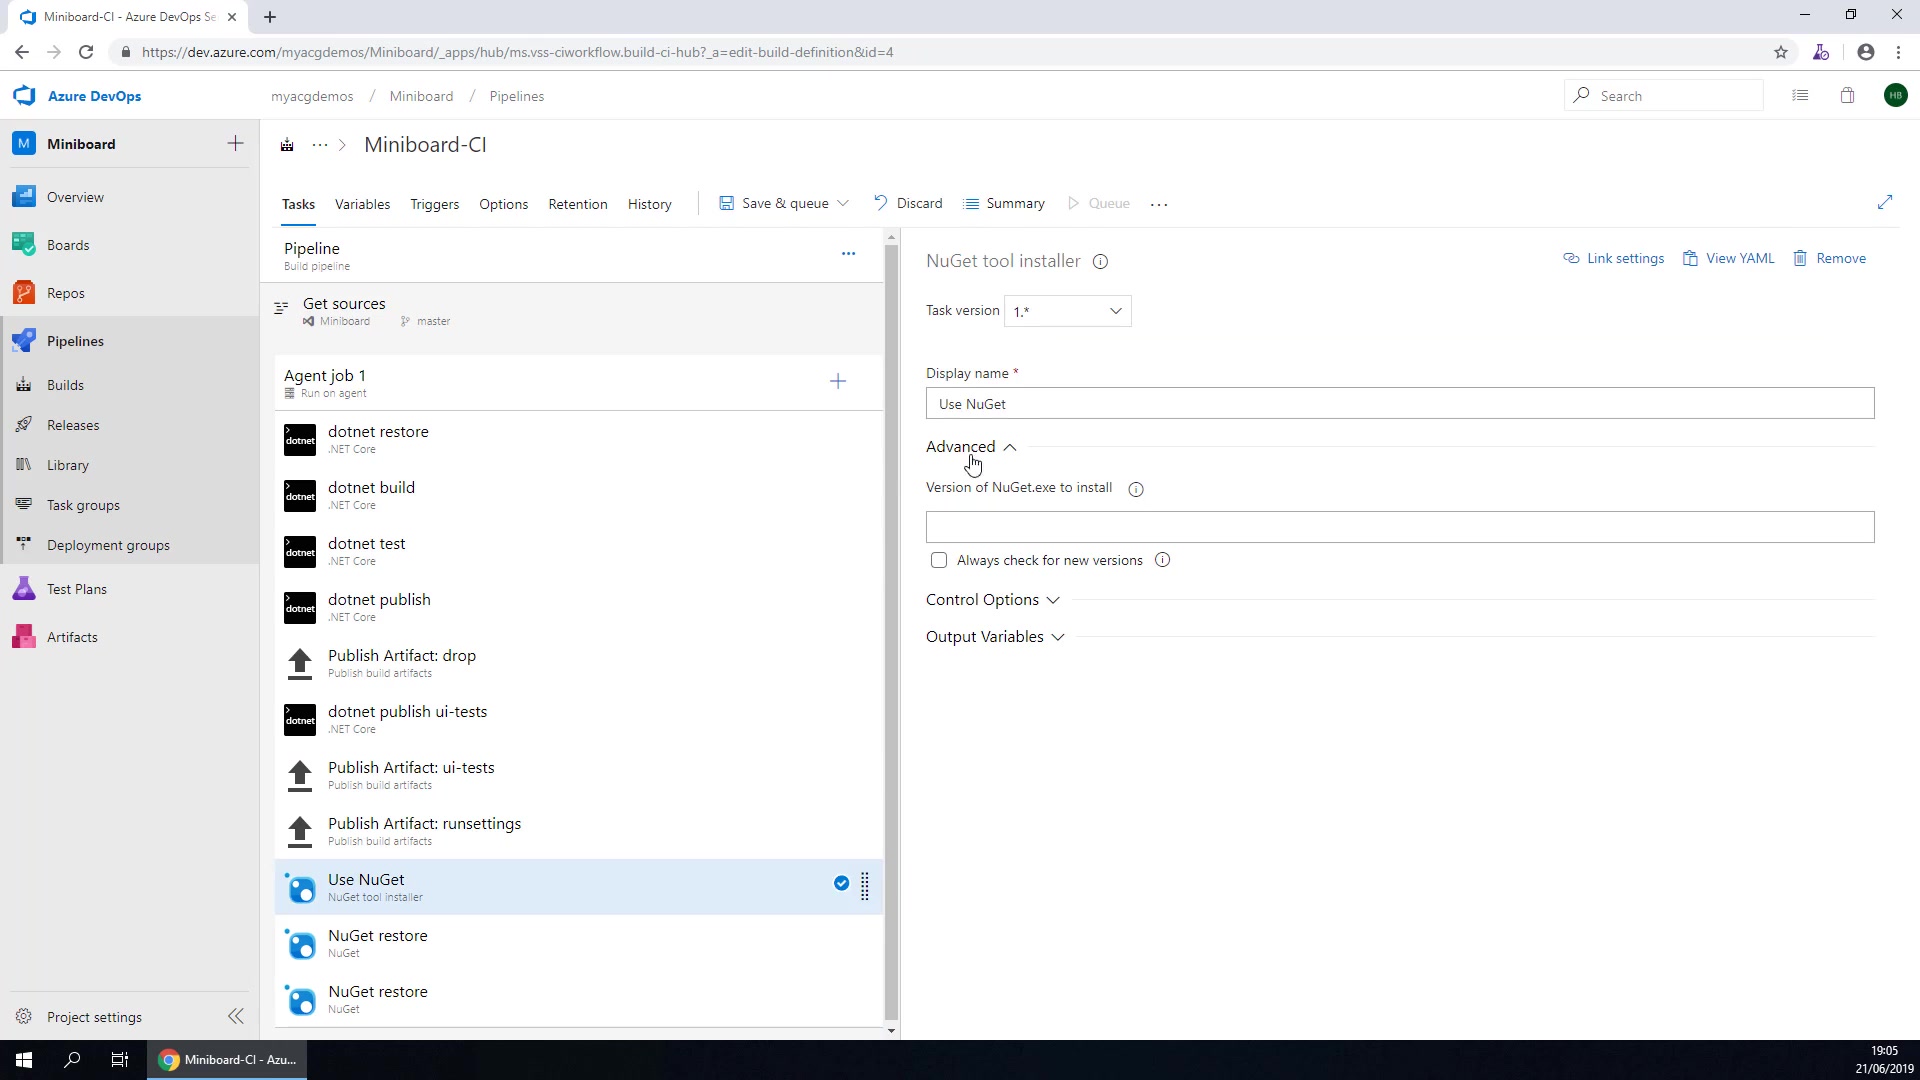 Miniboard-CI - Azure DevOps Se
https://dev.azure.com/myacgdemos/Miniboard/_apps/hub/ms.vss-ciworkflow.build-ci-hub?_a=edit-build-definition&id=4
Azure DevOps
myacgdemos / Miniboard / Pipelines
Search
HB
M Miniboard
Overview
Boards
Repos
Pipelines
Builds
Releases
Library
Task groups
Deployment groups
Test Plans
Artifacts
Project settings
··· > Miniboard-CI
Tasks Variables Triggers Options Retention History Save & queue Discard Summary Queue ...
Pipeline
Build pipeline
...
Get sources
Miniboard master
Agent job 1
Run on agent
dotnet
dotnet restore
.NET Core
dotnet
dotnet build
.NET Core
dotnet
dotnet test
.NET Core
dotnet
dotnet publish
.NET Core
Publish Artifact: drop
Publish build artifacts
dotnet
dotnet publish ui-tests
.NET Core
Publish Artifact: ui-tests
Publish build artifacts
Publish Artifact: runsettings
Publish build artifacts
Use NuGet
NuGet tool installer
NuGet restore
NuGet
NuGet restore
NuGet
NuGet tool installer
Link settings View YAML Remove
Task version 1.*
Display name *
Use NuGet
Advanced
Version of NuGet.exe to install
Always check for new versions
Control Options
Output Variables
Miniboard-CI - Azu...
19:05
21/06/2019